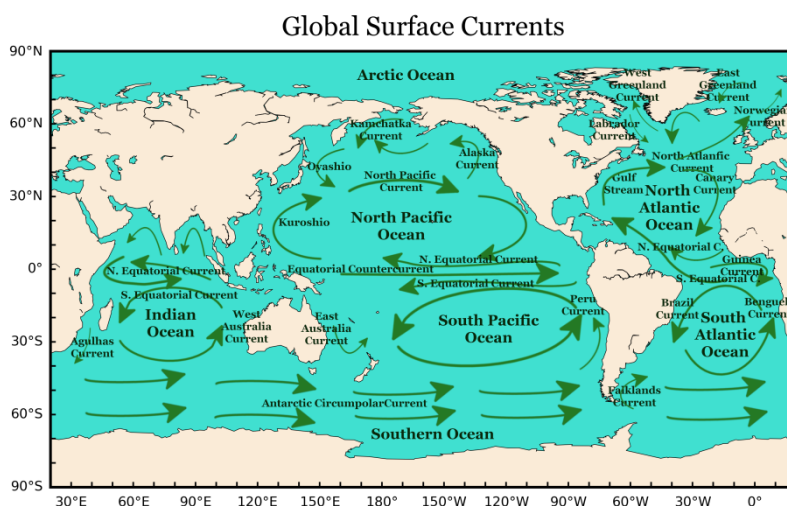 Global Surface Currents
90°N
Arctic Ocean
West
Greenland
Current
East
Greenland
Current
Norwegia
Current
60°N
Kamchatka
Current
Labrador
Current
Oyashio
Alaska
Current
North Atlantic
Current
North Pacific
Current
Gulf
Stream
Canary
Current
30°N
Kuroshio
North Pacific
Ocean
North
Atlantic
Ocean
N. Equatorial C.
0°
N. Equatorial Current
Equatorial Countercurrent
N. Equatorial Current
Guinea
Current
S. Equatorial Current
S. Equatorial C.
S. Equatorial Current
Indian
Ocean
West
Australia
Current
East
Australia
Current
South Pacific
Ocean
Peru
Current
Brazil
Current
South
Atlantic
Ocean
Benguel
Current
30°S
Agulhas
Current
Antarctic CircumpolarCurrent
Falklands
Current
60°S
Southern Ocean
90°S
30°E 60°E 90°E 120°E 150°E 180° 150°W 120°W 90°W 60°W 30°W 0°